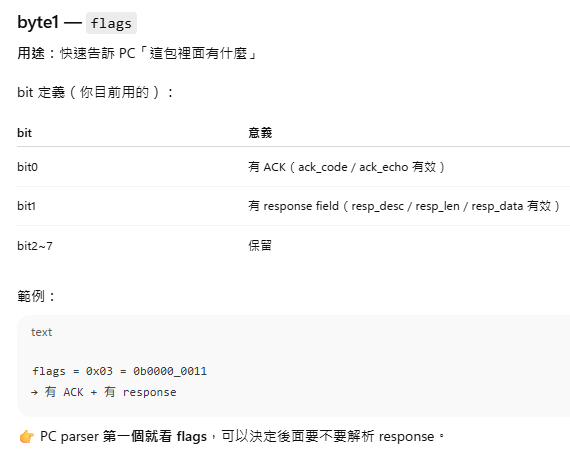 byte1 — flags
用途：快速告訴 PC「這包裡面有什麼」
bit 定義（你目前用的）：
bit 意義
bit0 有 ACK（ack_code / ack_echo 有效）
bit1 有 response field（resp_desc / resp_len / resp_data 有效）
bit2~7 保留
範例：
text
flags = 0x03 = 0b0000_0011
→ 有 ACK + 有 response
👉 PC parser 第一個就看 flags，可以決定後面要不要解析 response。